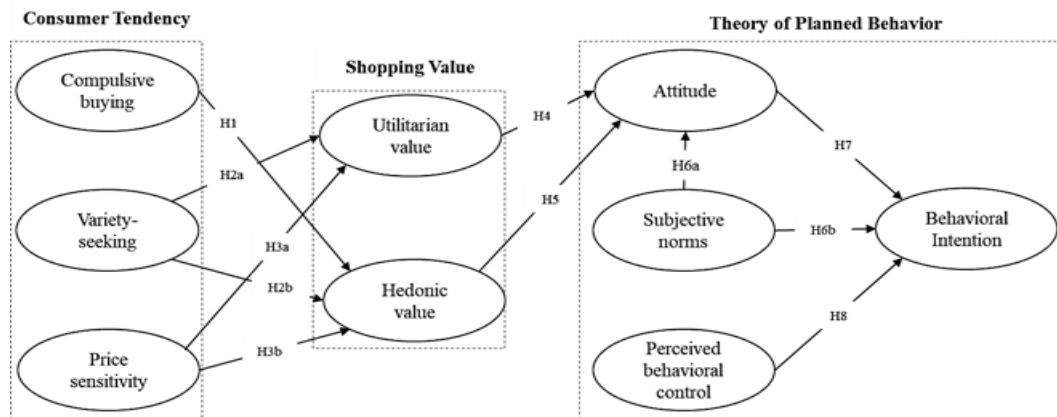 Consumer Tendency
Compulsive
buying
Variety-
seeking
Price
sensitivity
H1
H2a
H3a
H2b
H3b
Shopping Value
Utilitarian
value
Hedonic
value
H4
H5
Theory of Planned Behavior
Attitude
H6a
Subjective
norms
Perceived
behavioral
control
H7
H6b
H8
Behavioral
Intention